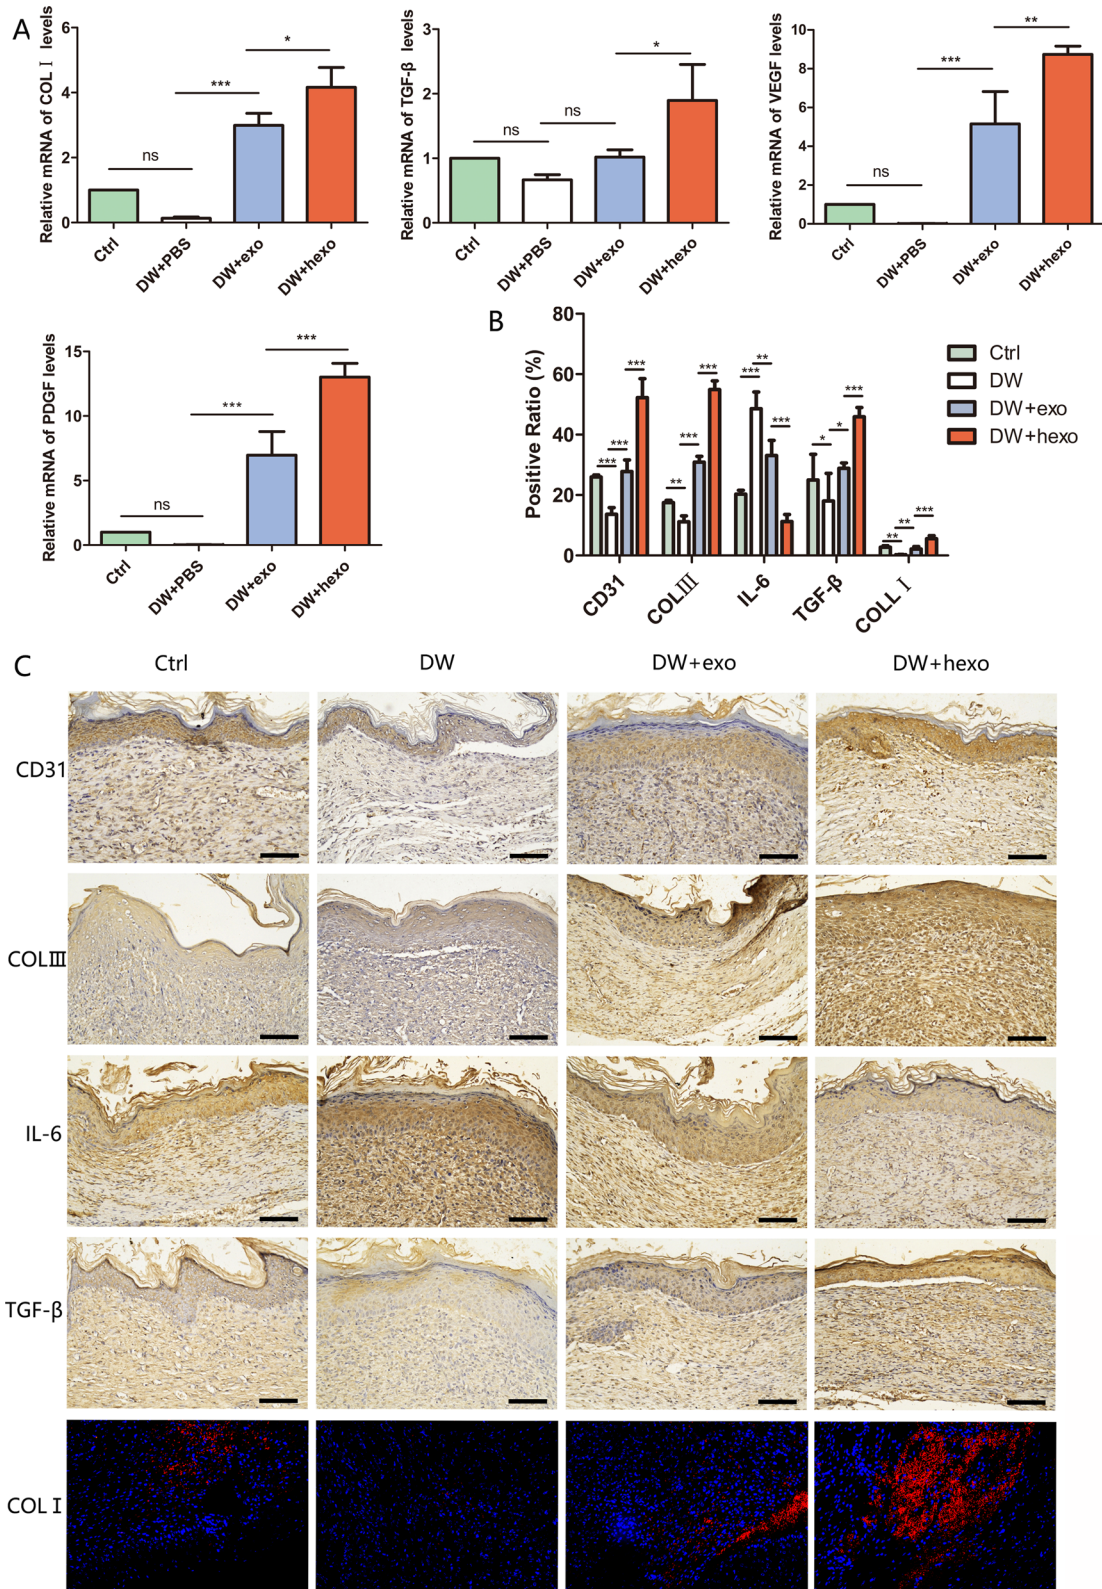 A
Relative mRNA of COL Ⅰ levels
6
4
2
0
ns
***
*
Ctrl
DW+PBS
DW+exo
DW+hexo
Relative mRNA of TGF-β levels
3
2
1
0
ns
ns
*
Ctrl
DW+PBS
DW+exo
DW+hexo
Relative mRNA of VEGF levels
10
8
6
4
2
0
ns
***
**
Ctrl
DW+PBS
DW+exo
DW+hexo
Relative mRNA of PDGF levels
15
10
5
0
ns
***
***
Ctrl
DW+PBS
DW+exo
DW+hexo
B
Positive Ratio (%)
80
60
40
20
0
*** *** ***
** *** ***
*** ** ***
* * ***
** ** ***
CD31
COLⅢ
IL-6
TGF-β
COLL Ⅰ
Ctrl
DW
DW+exo
DW+hexo
C
Ctrl DW DW+exo DW+hexo
CD31
COLⅢ
IL-6
TGF-β
COL Ⅰ